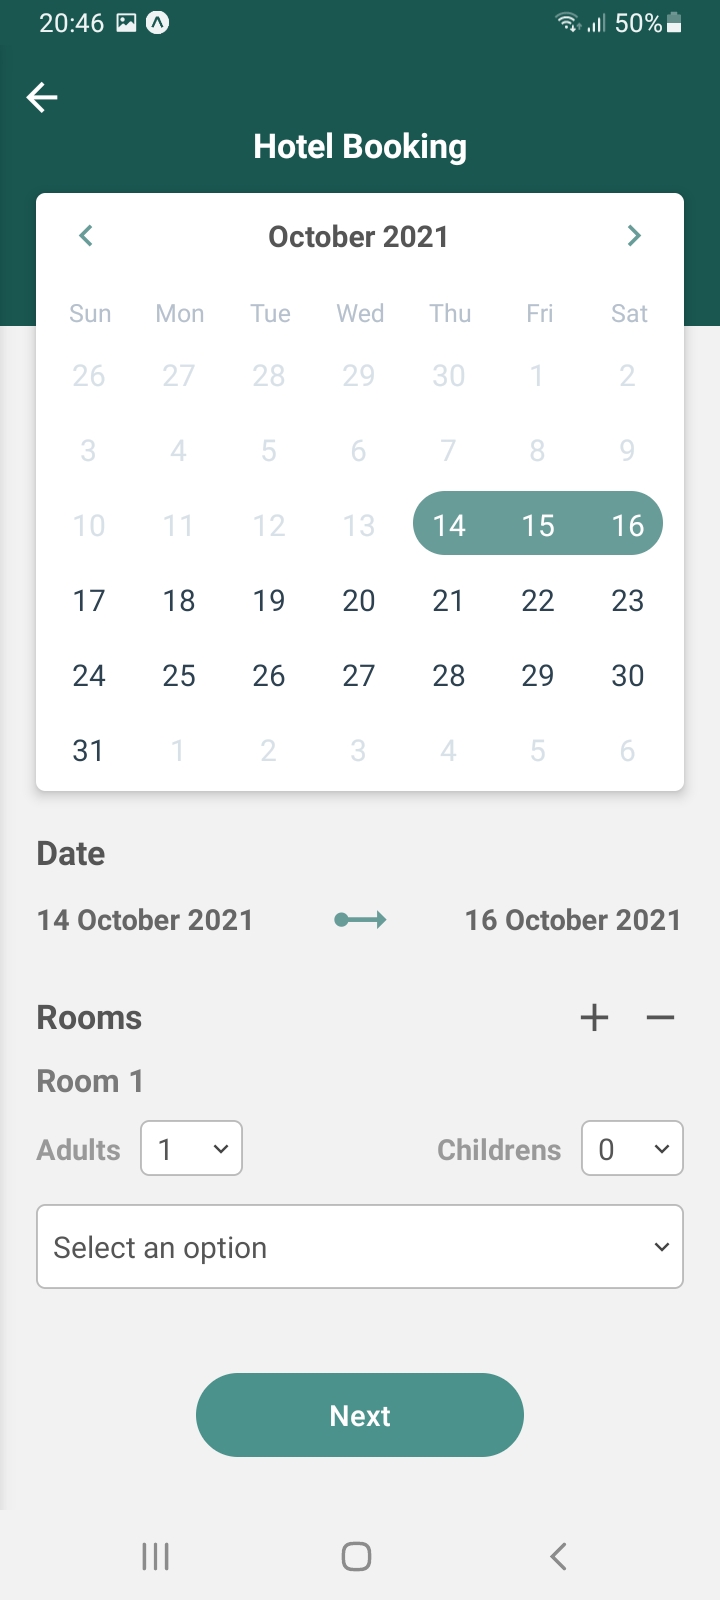 20:46 50%
Hotel Booking
October 2021
Sun Mon Tue Wed Thu Fri Sat
26 27 28 29 30 1 2
3 4 5 6 7 8 9
10 11 12 13 14 15 16
17 18 19 20 21 22 23
24 25 26 27 28 29 30
31 1 2 3 4 5 6
Date
14 October 2021 16 October 2021
Rooms + −
Room 1
Adults 1 Childrens 0
Select an option
Next